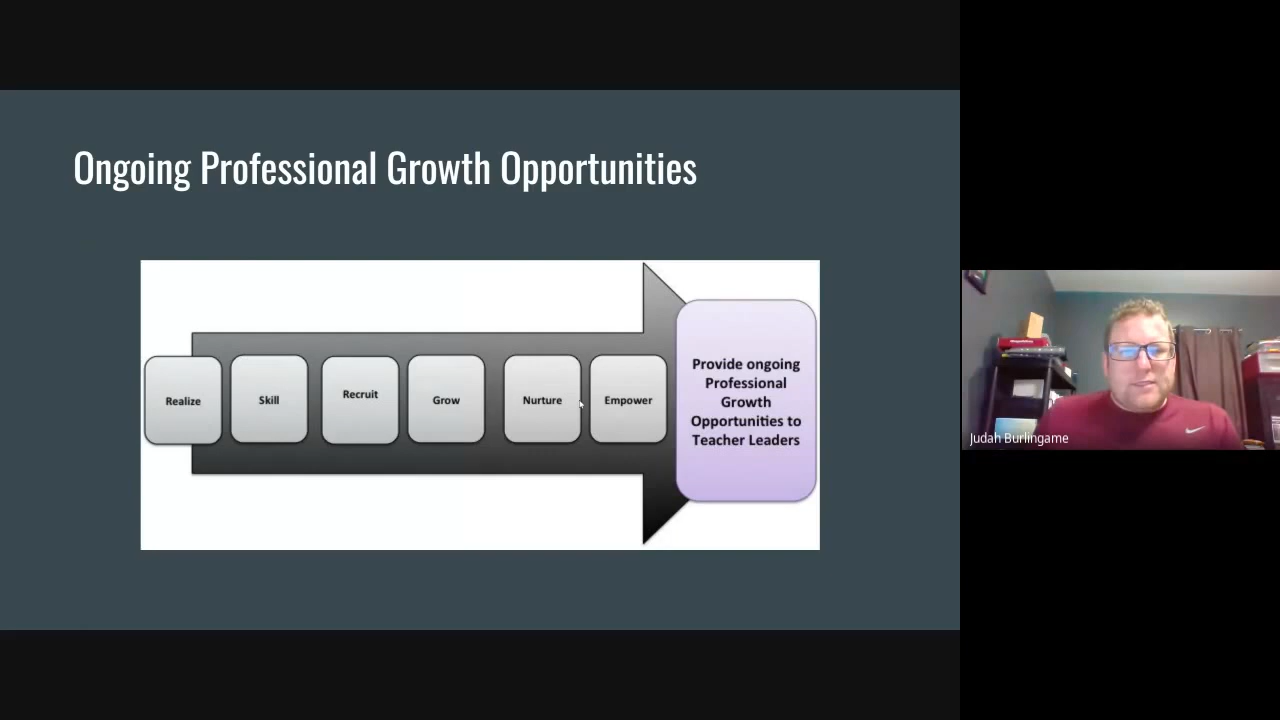 Ongoing Professional Growth Opportunities
Realize
Skill
Recruit
Grow
Nurture
Empower
Provide ongoing
Professional
Growth
Opportunities to
Teacher Leaders
Judah Burlingame